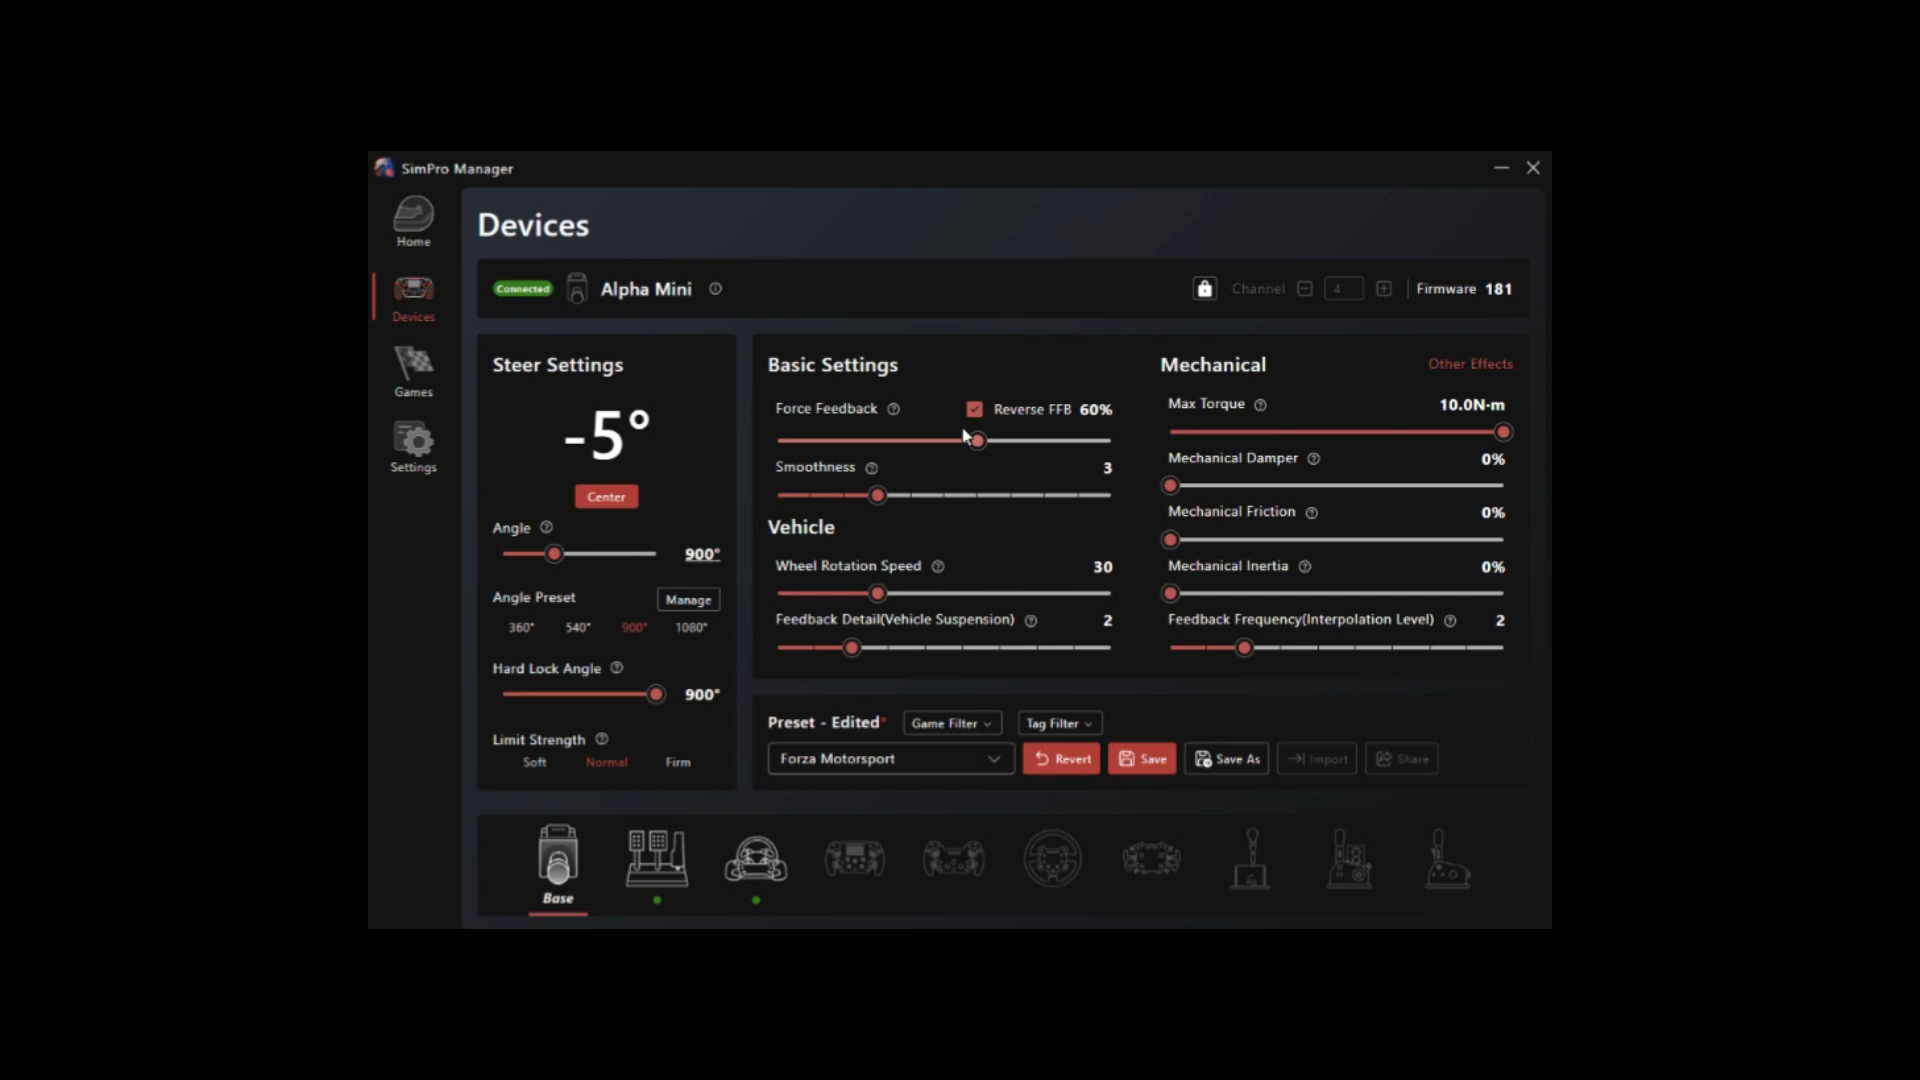 SimPro Manager
Home
Devices
Games
Settings
Devices
Connected Alpha Mini
Channel 4 Firmware 181
Steer Settings
-5°
Center
Angle
900°
Angle Preset Manage
360° 540° 900° 1080°
Hard Lock Angle
900°
Limit Strength
Soft Normal Firm
Basic Settings
Force Feedback Reverse FFB 60%
Smoothness 3
Vehicle
Wheel Rotation Speed 30
Feedback Detail(Vehicle Suspension) 2
Mechanical Other Effects
Max Torque 10.0N·m
Mechanical Damper 0%
Mechanical Friction 0%
Mechanical Inertia 0%
Feedback Frequency(Interpolation Level) 2
Preset - Edited* Game Filter Tag Filter
Forza Motorsport Revert Save Save As Import Share
Base